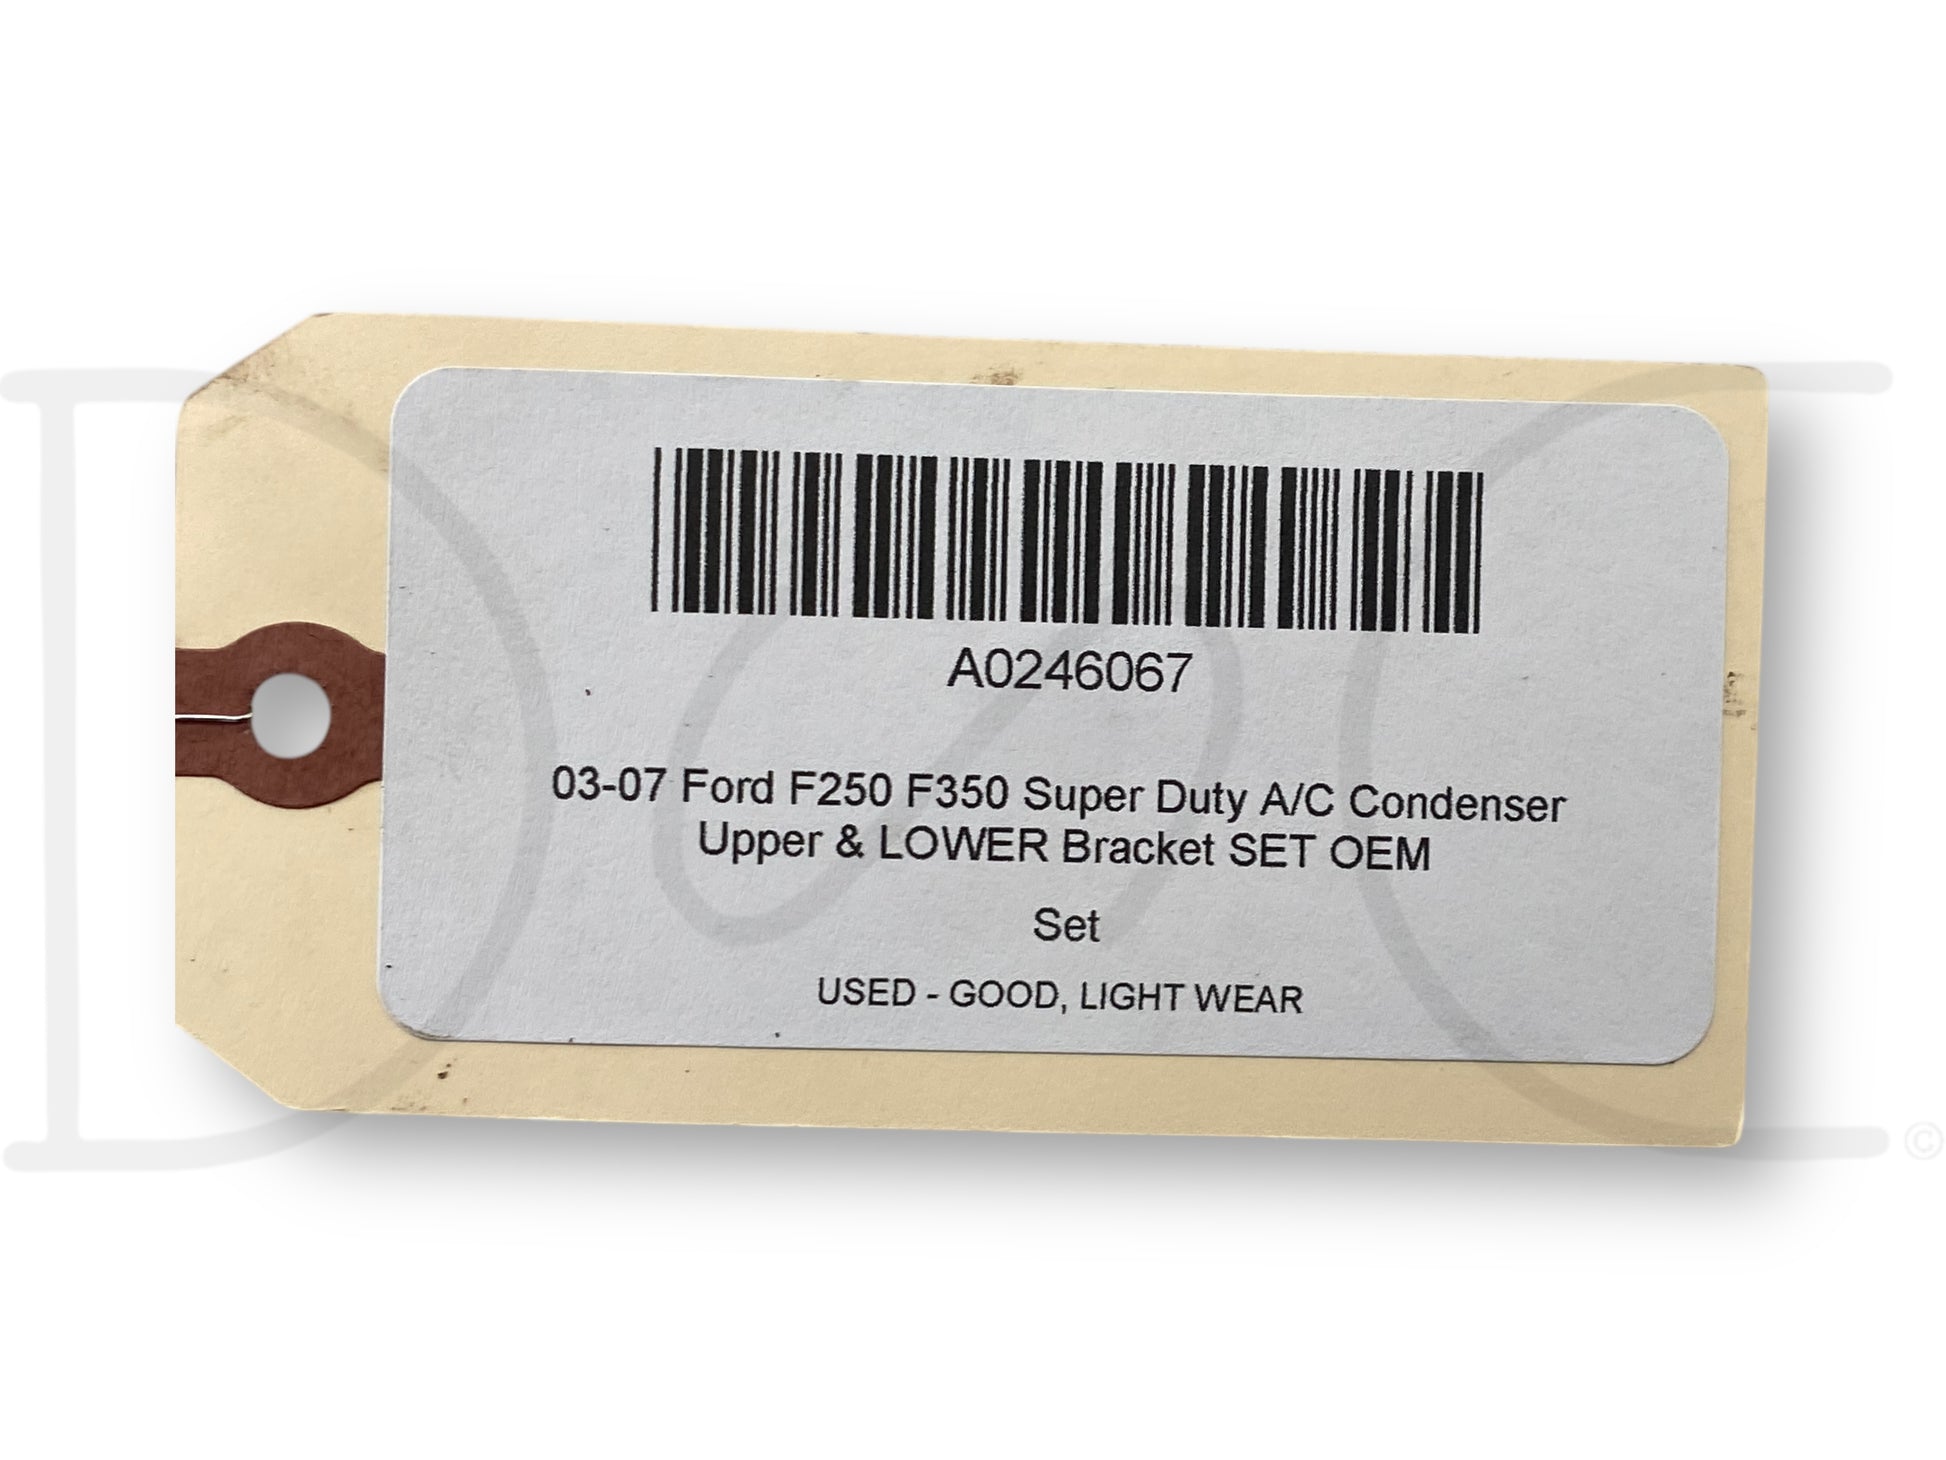 A0246067
03-07 Ford F250 F350 Super Duty A/C Condenser
Upper & LOWER Bracket SET OEM
Set
USED - GOOD, LIGHT WEAR
©